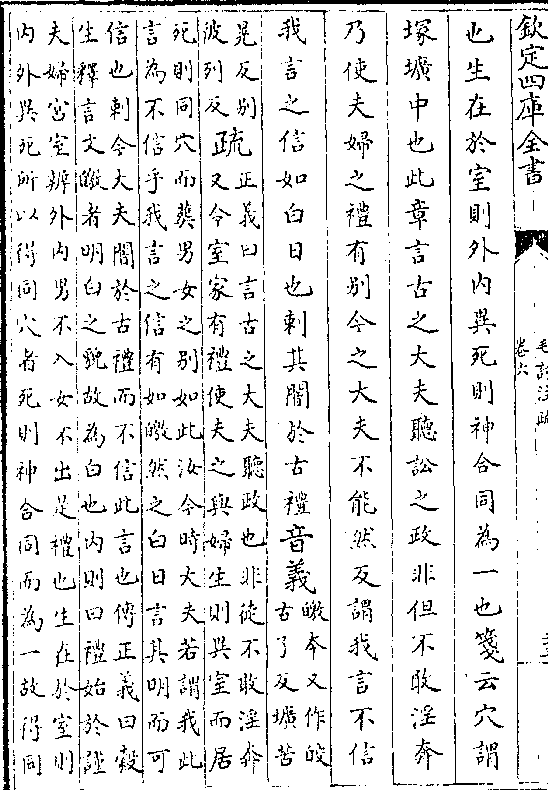 欽定四庫全書
毛詩注疏
卷六
也生在於室則外内異死則神合同為一也箋云穴謂
塚壙中也此章言古之大夫聽訟之政非但不敢淫奔
乃使夫婦之禮有别今之大夫不能然反謂我言不信
我言之信如白日也刺其闇於古禮音義皦本又作皎
古了反壙苦
晃反别
彼列反疏正義曰言古之大夫聽政也非徒不敢淫奔
又令室家有禮使夫之與婦生則異室而居
死則同穴而葬男女之别如此汝今時大夫若謂我此
言為不信乎我言之信有如皦然之白日言其明而可
信也刺今大夫闇於古禮而不信此言也傳正義曰穀
生釋言文皦者明白之貌故為白也内則曰禮始於謹
夫婦宫室辨外内男不入女不出是禮也生在於室則
内外異死所以得同穴者死則神合同而為一故得同